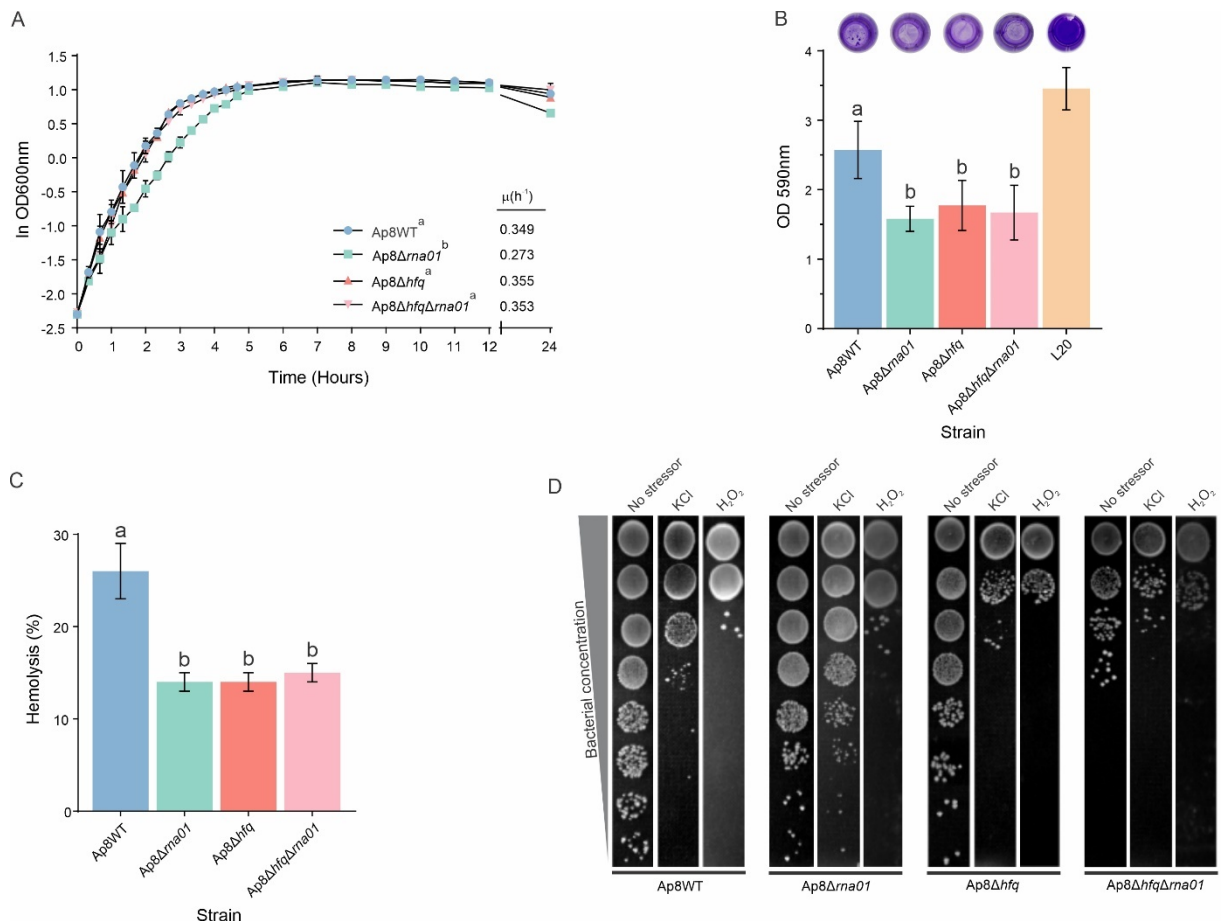 A
1.5
1.0
0.5
0.0
-0.5
-1.0
-1.5
-2.0
-2.5
ln OD600nm
0 1 2 3 4 5 6 7 8 9 10 11 12 24
Time (Hours)
μ(h⁻¹)
Ap8WTᵃ 0.349
Ap8Δrna01ᵇ 0.273
Ap8Δhfqᵃ 0.355
Ap8ΔhfqΔrna01ᵃ 0.353
B
4
3
2
1
0
OD 590nm
a b b b
Ap8WT Ap8Δrna01 Ap8Δhfq Ap8ΔhfqΔrna01 L20
Strain
C
30
20
10
0
Hemolysis (%)
a b b b
Ap8WT Ap8Δrna01 Ap8Δhfq Ap8ΔhfqΔrna01
Strain
D
No stressor KCl H₂O₂ No stressor KCl H₂O₂ No stressor KCl H₂O₂ No stressor KCl H₂O₂
Bacterial concentration
Ap8WT Ap8Δrna01 Ap8Δhfq Ap8ΔhfqΔrna01